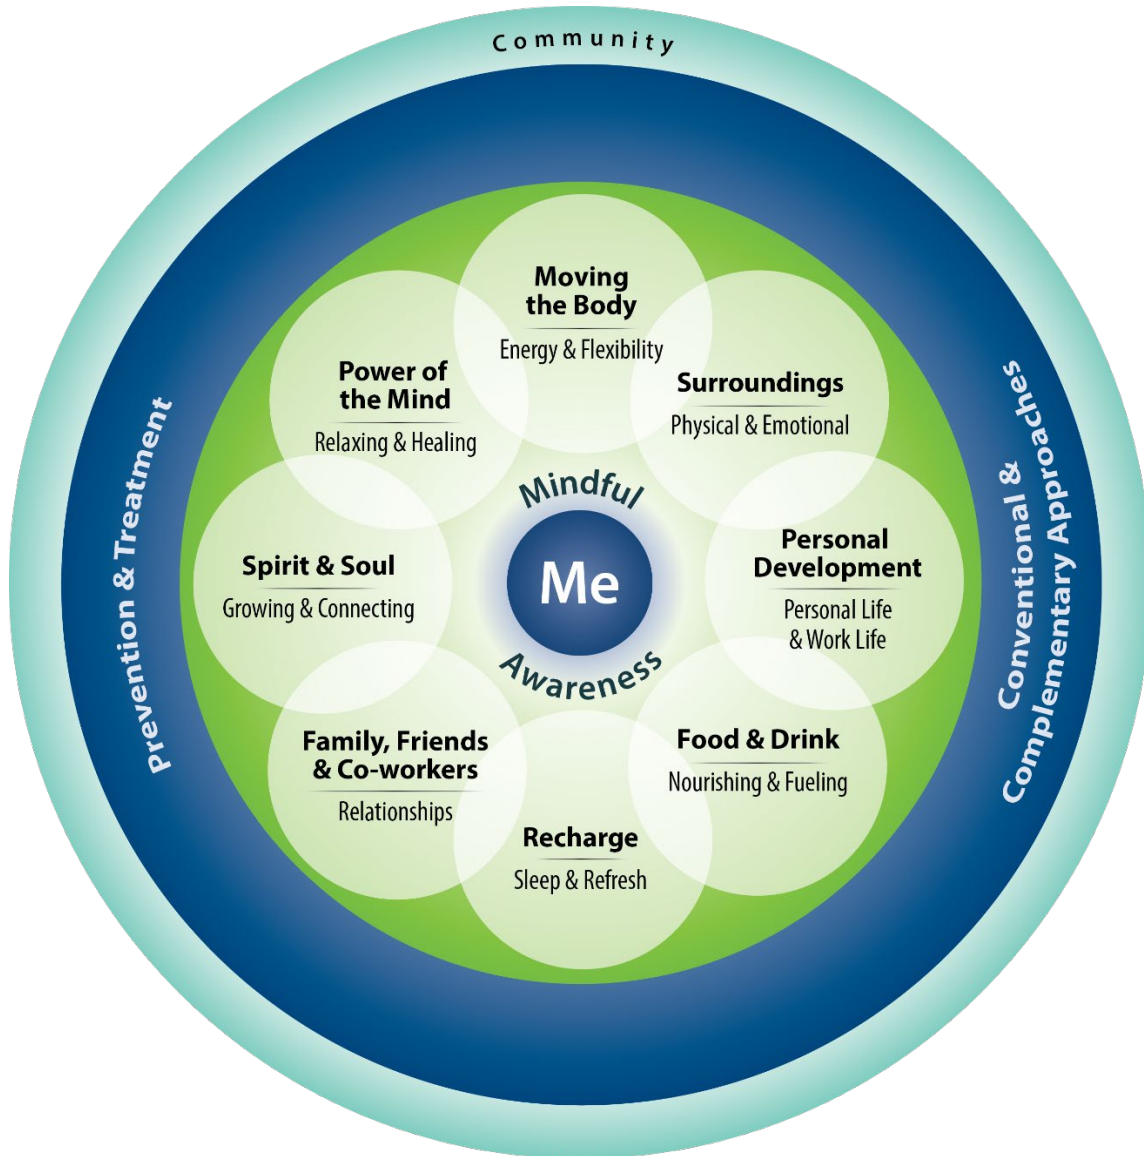 Community
Prevention & Treatment
Conventional &
Complementary Approaches
Moving
the Body
Energy & Flexibility
Surroundings
Physical & Emotional
Personal
Development
Personal Life
& Work Life
Food & Drink
Nourishing & Fueling
Recharge
Sleep & Refresh
Family, Friends
& Co-workers
Relationships
Spirit & Soul
Growing & Connecting
Power of
the Mind
Relaxing & Healing
Mindful
Me
Awareness